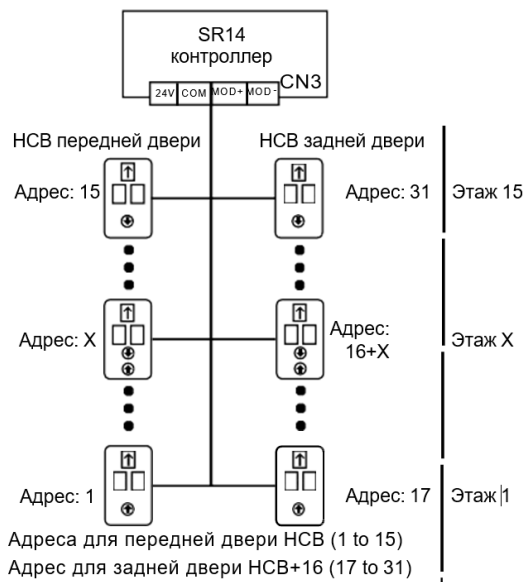 SR14
контроллер
CN3
24V COM MOD+ MOD-
НСВ передней двери НСВ задней двери
Адрес: 15 Адрес: 31 Этаж 15
Адрес: X Адрес:
16+X Этаж X
Адрес: 1 Адрес: 17 Этаж 1
Адреса для передней двери НСВ (1 to 15)
Адрес для задней двери НСВ+16 (17 to 31)